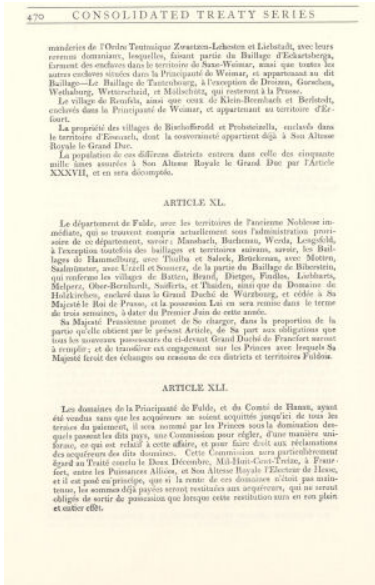 470 CONSOLIDATED TREATY SERIES
manderies de l'Ordre Teutonique Zwaetzen-Lehesten et Liebstadt, avec leurs
revenus domaniaux, lesquelles, faisant partie du Bailliage d'Eckartsberga,
forment des enclaves dans le territoire de Saxe-Weimar, ainsi que toutes les
autres enclaves situées dans la Principauté de Weimar, et appartenant au dit
Bailliage—Le Bailliage de Tautenbourg, à l'exception de Droizen, Gorschen,
Wethabung, Wetterscheid, et Möllschütz, qui resteront à la Prusse.
Le village de Remssla, ainsi que ceux de Klein-Brembach et Berlstedt,
enclavés dans la Principauté de Weimar, et appartenant au territoire d'Er-
fourt.
La propriété des villages de Bischoffsrodd et Probsteizella, enclavés dans
le territoire d'Eisenach, dont la souveraineté appartient déjà à Son Altesse
Royale le Grand Duc.
La population de ces différens districts entrera dans celle des cinquante
mille âmes assurées à Son Altesse Royale le Grand Duc par l'Article
XXXVII, et en sera décomptée.
ARTICLE XL.
Le département de Fulde, avec les territoires de l'ancienne Noblesse im-
médiate, qui se trouvent compris actuellement sous l'administration provi-
soire de ce département, savoir; Mansbach, Buchenau, Werda, Lengsfeld,
à l'exception toutefois des bailliages et territoires suivans, savoir, les Bail-
liages de Hammelburg, avec Thulba et Saleck, Brückenau, avec Motten,
Saalmünster, avec Urzell et Sonnerz, de la partie du Bailliage de Biberstein,
qui renferme les villages de Batten, Brand, Dietges, Findlos, Liebharts,
Melperz, Ober-Bernhardt, Saifferts, et Thaiden, ainsi que du Domaine de
Holzkirchen, enclavé dans le Grand Duché de Würzbourg, est cédée à Sa
Majesté le Roi de Prusse, et la possession Lui en sera remise dans le terme
de trois semaines, à dater du Premier Juin de cette année.
Sa Majesté Prussienne promet de Se charger, dans la proportion de la
partie qu'elle obtient par le présent Article, de Sa part aux obligations que
tous les nouveaux possesseurs du ci-devant Grand Duché de Francfort auront
à remplir; et de transférer cet engagement sur les Princes avec lesquels Sa
Majesté feroit des échanges ou cessions de ces districts et territoires Fuldois.
ARTICLE XLI.
Les domaines de la Principauté de Fulde, et du Comté de Hanau, ayant
été vendus sans que les acquéreurs se soient acquittés jusqu'ici de tous les
termes du paiement, il sera nommé par les Princes sous la domination des-
quels passent les dits pays, une Commission pour régler, d'une manière uni-
forme, ce qui est relatif à cette affaire, et pour faire droit aux réclamations
des acquéreurs des dits domaines. Cette Commission aura particulièrement
égard au Traité conclu le Deux Décembre, Mil-Huit-Cent-Treize, à Franc-
fort, entre les Puissances Alliées, et Son Altesse Royale l'Electeur de Hesse,
et il est posé en principe, que si la vente de ces domaines n'étoit pas main-
tenue, les sommes déjà payées seront restituées aux acquéreurs, qui ne seront
obligés de sortir de possession que lorsque cette restitution aura eu son plein
et entier effet.